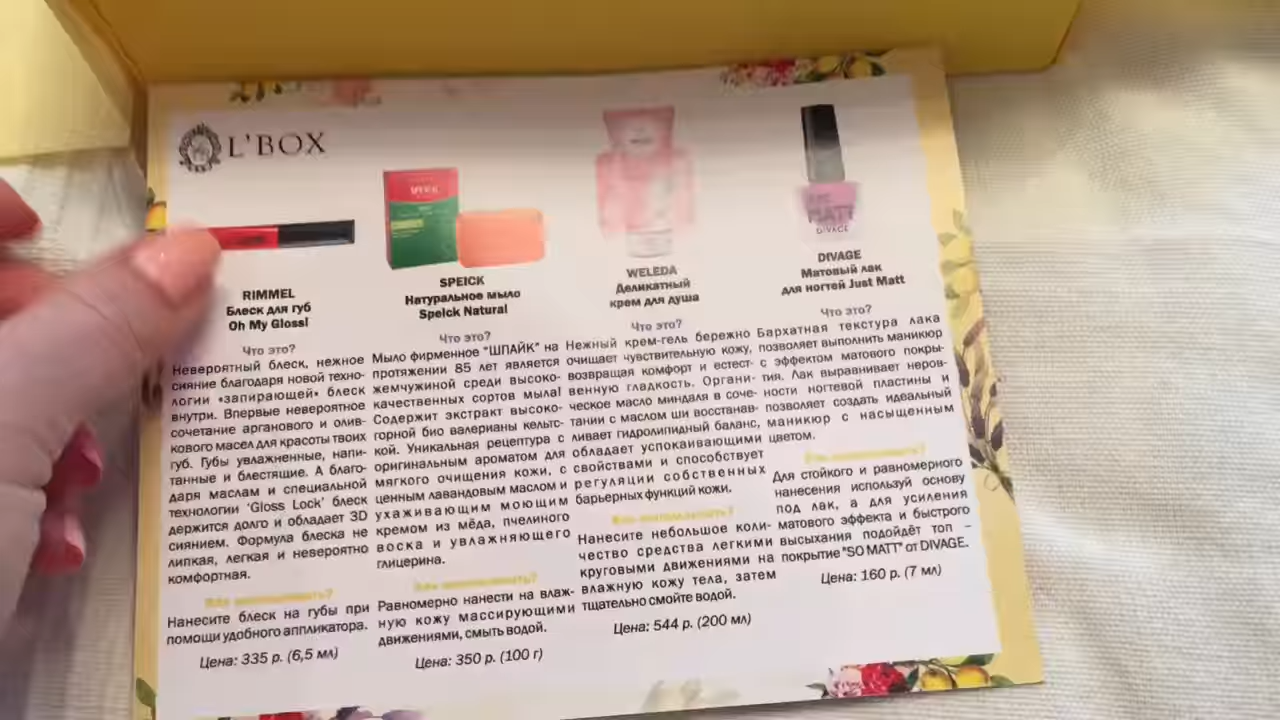 L'BOX
RIMMEL
Блеск для губ
Oh My Gloss!
Что это?
Невероятный блеск, нежное
сияние благодаря новой техно-
логии «запирающей» блеск
внутри. Впервые невероятное
сочетание арганового и олив-
кового масел для красоты твоих
губ. Губы увлажненные, напи-
танные и блестящие. А благо-
даря маслам и специальной
технологии 'Gloss Lock' блеск
держится долго и обладает 3D
сиянием. Формула блеска не
липкая, легкая и невероятно
комфортная.
Как использовать?
Нанесите блеск на губы при
помощи удобного аппликатора.
Цена: 335 р. (6,5 мл)
SPEICK
Натуральное мыло
Speick Natural
Что это?
Мыло фирменное "ШПАЙК" на
протяжении 85 лет является
жемчужиной среди высоко-
качественных сортов мыла!
Содержит экстракт высоко-
горной био валерианы кельтс-
кой. Уникальная рецептура с
оригинальным ароматом для
мягкого очищения кожи, с
ценным лавандовым маслом и
ухаживающим моющим
кремом из мёда, пчелиного
воска и увлажняющего
глицерина.
Как использовать?
Равномерно нанести на влаж-
ную кожу массирующими
движениями, смыть водой.
Цена: 350 р. (100 г)
WELEDA
Деликатный
крем для душа
Что это?
Нежный крем-гель бережно
очищает чувствительную кожу,
возвращая комфорт и естест-
венную гладкость. Органи-
ческое масло миндаля в соче-
тании с маслом ши восстанав-
ливает гидролипидный баланс,
обладает успокаивающими
свойствами и способствует
регуляции собственных
барьерных функций кожи.
Как использовать?
Нанесите небольшое коли-
чество средства легкими
круговыми движениями на
влажную кожу тела, затем
тщательно смойте водой.
Цена: 544 р. (200 мл)
MATT
DIVAGE
DIVAGE
Матовый лак
для ногтей Just Matt
Что это?
Бархатная текстура лака
позволяет выполнить маникюр
с эффектом матового покры-
тия. Лак выравнивает неров-
ности ногтевой пластины и
позволяет создать идеальный
маникюр с насыщенным
цветом.
Как использовать?
Для стойкого и равномерного
нанесения используй основу
под лак, а для усиления
матового эффекта и быстрого
высыхания подойдёт топ –
покрытие "SO MATT" от DIVAGE.
Цена: 160 р. (7 мл)